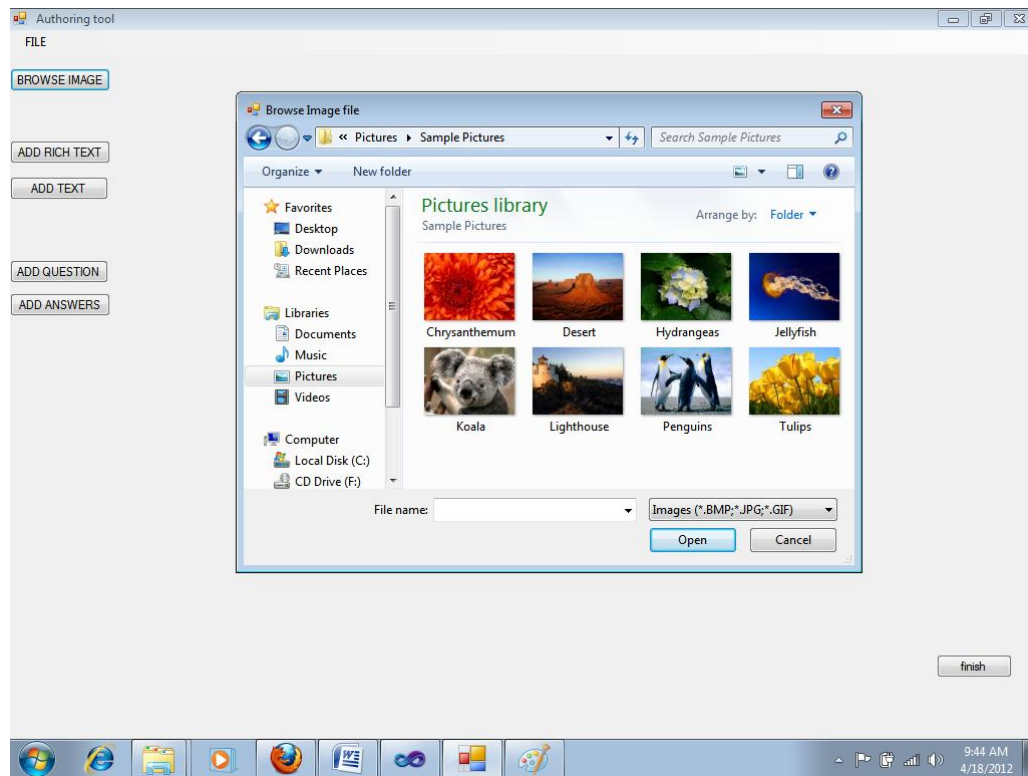 Authoring tool
FILE
BROWSE IMAGE
ADD RICH TEXT
ADD TEXT
ADD QUESTION
ADD ANSWERS
Browse Image file
« Pictures Sample Pictures
Search Sample Pictures
Organize New folder
Favorites
Desktop
Downloads
Recent Places
Libraries
Documents
Music
Pictures
Videos
Computer
Local Disk (C:)
CD Drive (F:)
Pictures library
Sample Pictures
Arrange by: Folder
Chrysanthemum Desert Hydrangeas Jellyfish
Koala Lighthouse Penguins Tulips
File name: Images (*.BMP;*.JPG;*.GIF)
Open Cancel
finish
9:44 AM
4/18/2012